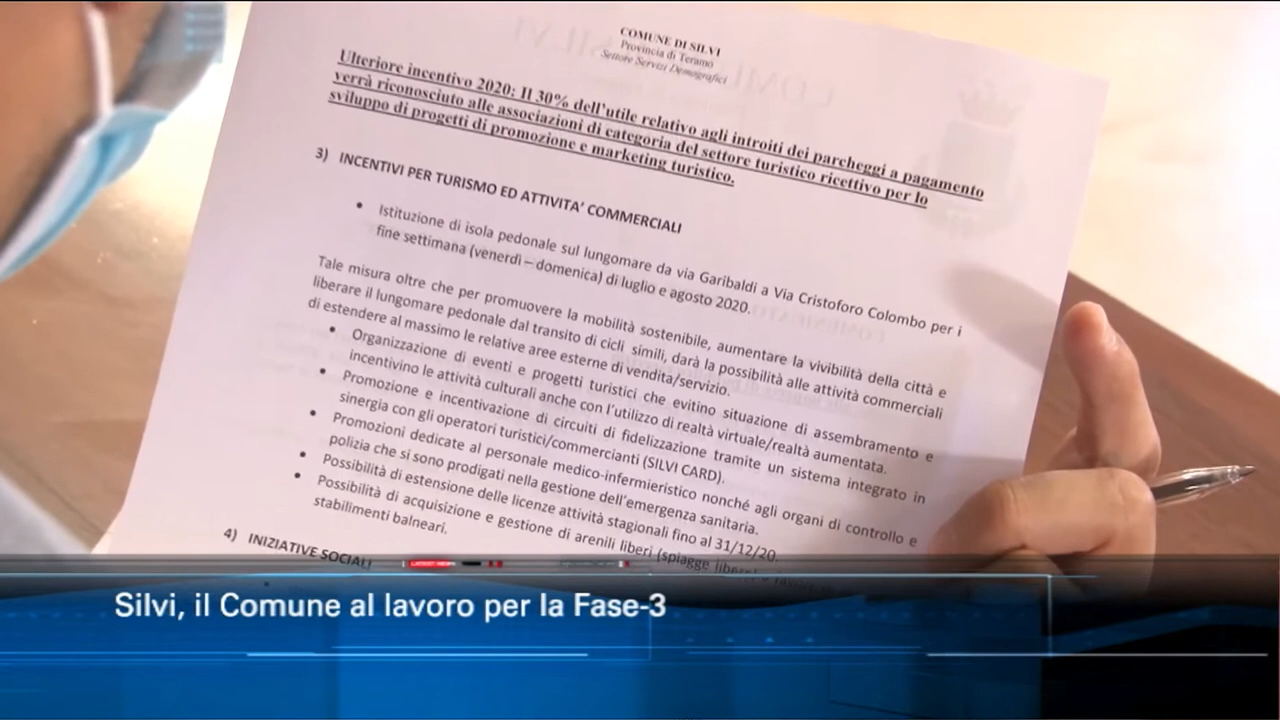 COMUNE DI SILVI
Provincia di Teramo
Settore Servizi Demografici
Ulteriore incentivo 2020: Il 30% dell'utile relativo agli introiti dei parcheggi a pagamento
verrà riconosciuto alle associazioni di categoria del settore turistico ricettivo per lo
sviluppo di progetti di promozione e marketing turistico.
3) INCENTIVI PER TURISMO ED ATTIVITA' COMMERCIALI
• Istituzione di isola pedonale sul lungomare da via Garibaldi a Via Cristoforo Colombo per i
fine settimana (venerdì – domenica) di luglio e agosto 2020.
Tale misura oltre che per promuovere la mobilità sostenibile, aumentare la vivibilità della città e
liberare il lungomare pedonale dal transito di cicli simili, darà la possibilità alle attività commerciali
di estendere al massimo le relative aree esterne di vendita/servizio.
• Organizzazione di eventi e progetti turistici che evitino situazione di assembramento e
incentivino le attività culturali anche con l'utilizzo di realtà virtuale/realtà aumentata.
• Promozione e incentivazione di circuiti di fidelizzazione tramite un sistema integrato in
sinergia con gli operatori turistici/commercianti (SILVI CARD).
• Promozioni dedicate al personale medico-infermieristico nonché agli organi di controllo e
polizia che si sono prodigati nella gestione dell'emergenza sanitaria.
• Possibilità di estensione delle licenze attività stagionali fino al 31/12/20.
• Possibilità di acquisizione e gestione di arenili liberi (spiagge libere)
stabilimenti balneari.
4) INIZIATIVE SOCIALI
LATEST NEWS
Silvi, il Comune al lavoro per la Fase-3